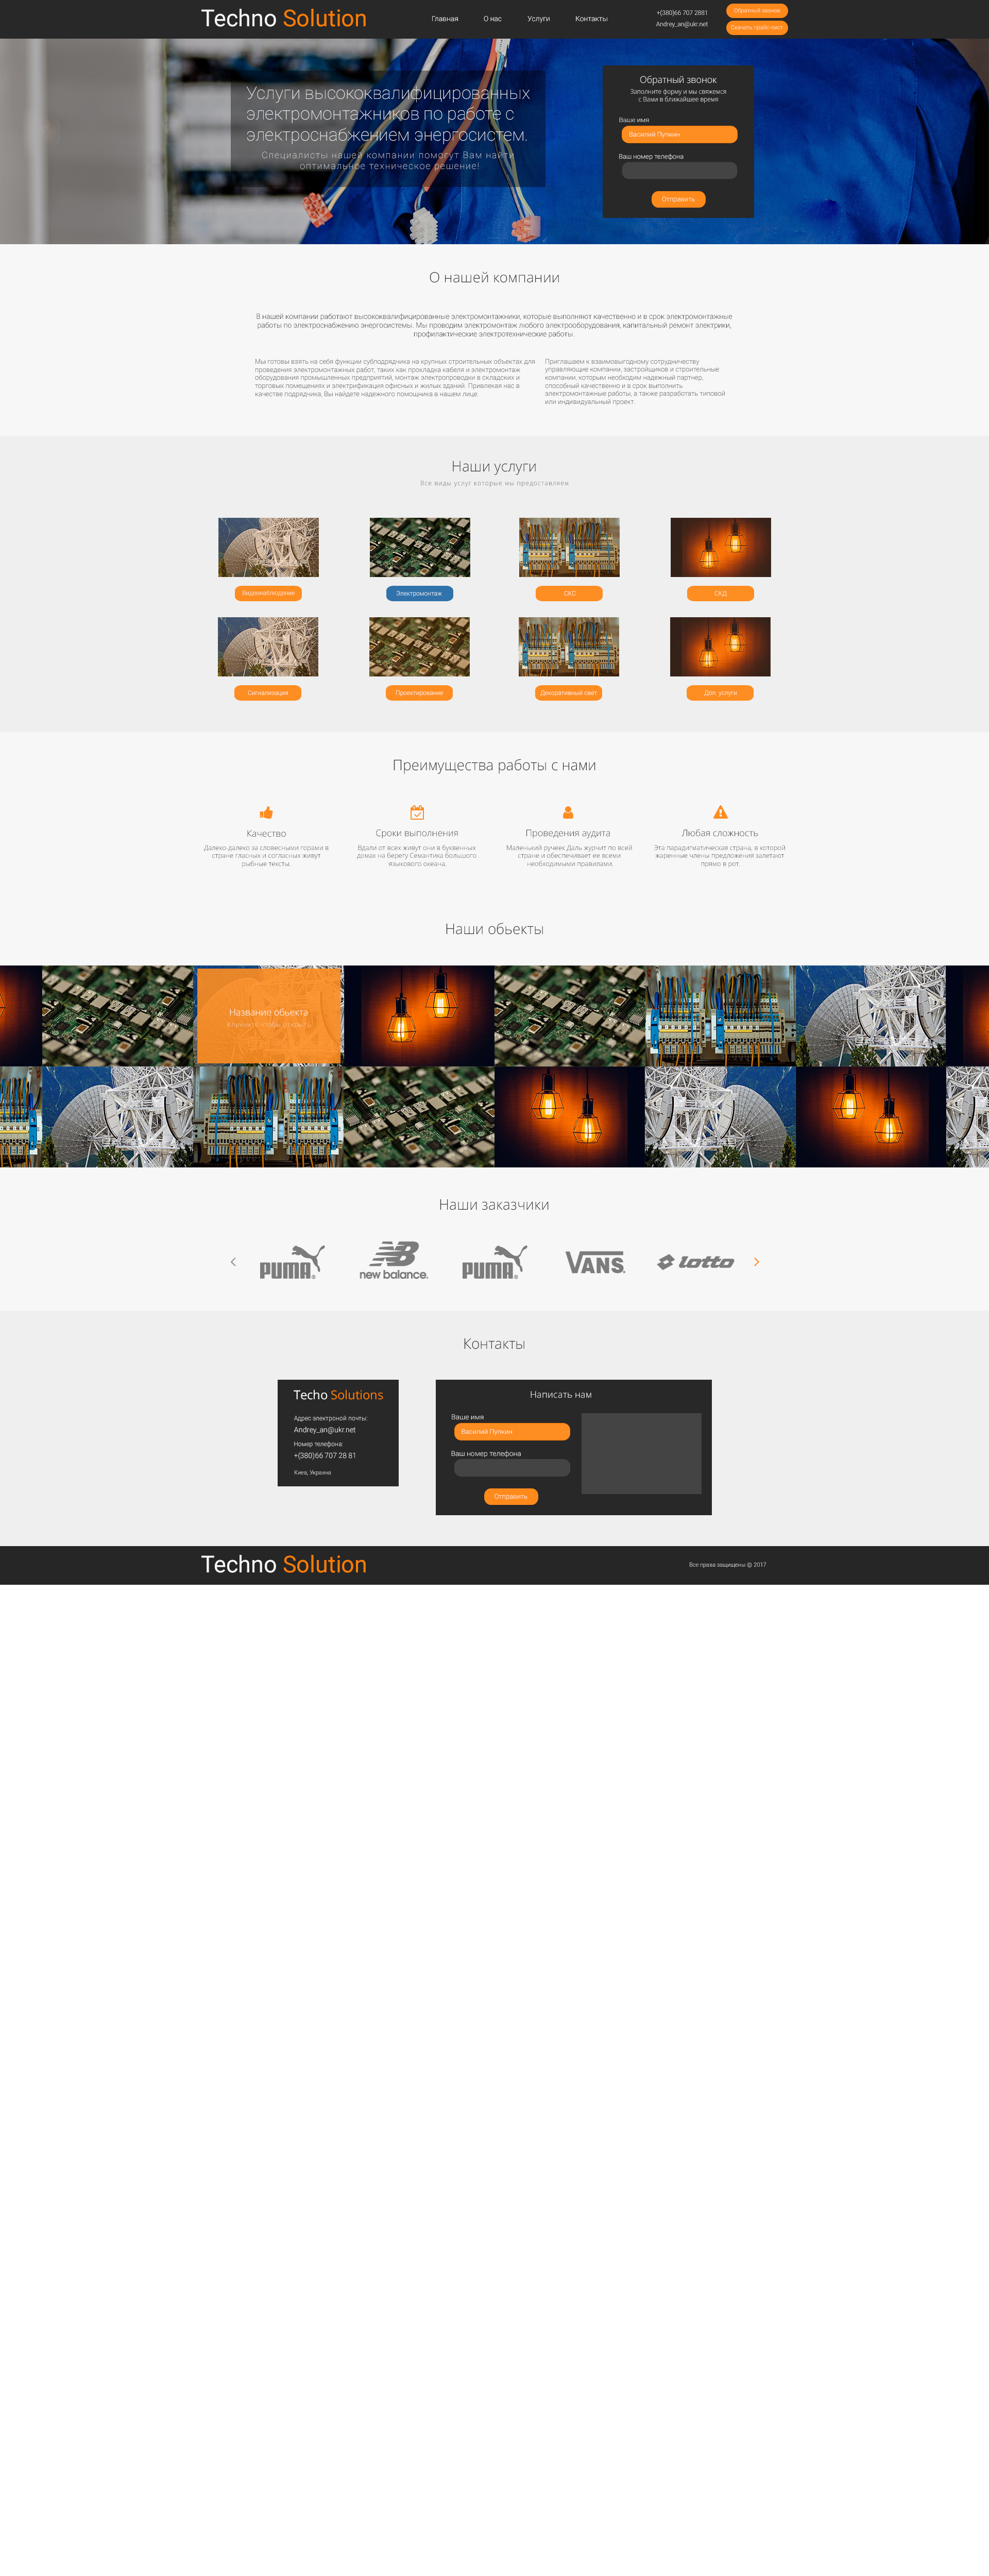 Techno Solution
Главная
О нас
Услуги
Контакты
+(380)66 707 2881
Andrey_an@ukr.net
Обратный звонок
Скачать прайс-лист
Услуги высококвалифицированных
электромонтажников по работе с
электроснабжением энергосистем.
Специалисты нашей компании помогут Вам найти
оптимальное техническое решение!
Обратный звонок
Заполните форму и мы свяжемся
с Вами в ближайшее время
Ваше имя
Василий Пупкин
Ваш номер телефона
Отправить
О нашей компании
В нашей компании работают высококвалифицированные электромонтажники, которые выполняют качественно и в срок электромонтажные
работы по электроснабжению энергосистемы. Мы проводим электромонтаж любого электрооборудования, капитальный ремонт электрики,
профилактические электротехнические работы.
Мы готовы взять на себя функции субподрядчика на крупных строительных объектах для
проведения электромонтажных работ, таких как прокладка кабеля и электромонтаж
оборудования промышленных предприятий, монтаж электропроводки в складских и
торговых помещениях и электрификация офисных и жилых зданий. Привлекая нас в
качестве подрядчика, Вы найдете надежного помощника в нашем лице.
Приглашаем к взаимовыгодному сотрудничеству
управляющие компании, застройщиков и строительные
компании, которым необходим надежный партнер,
способный качественно и в срок выполнить
электромонтажные работы, а также разработать типовой
или индивидуальный проект.
Наши услуги
Все виды услуг которые мы предоставляем
Видеонаблюдение
Электромонтаж
СКС
СКД
Сигнализация
Проектирование
Декоративный свет
Доп. услуги
Преимущества работы с нами
Качество
Далеко-далеко за словесными горами в
стране гласных и согласных живут
рыбные тексты.
Сроки выполнения
Вдали от всех живут они в буквенных
домах на берегу Семантика большого
языкового океана.
Проведения аудита
Маленький ручеек Даль журчит по всей
стране и обеспечивает ее всеми
необходимыми правилами.
Любая сложность
Эта парадигматическая страна, в которой
жаренные члены предложения залетают
прямо в рот.
Наши обьекты
Название обьекта
Кликните чтобы открыть
Наши заказчики
PUMA
new balance.
PUMA
VANS
lotto
Контакты
Techo Solutions
Адрес электроной почты:
Andrey_an@ukr.net
Номер телефона:
+(380)66 707 28 81
Киев, Украина
Написать нам
Ваше имя
Василий Пупкин
Ваш номер телефона
Отправить
Techno Solution
Все права защищены © 2017